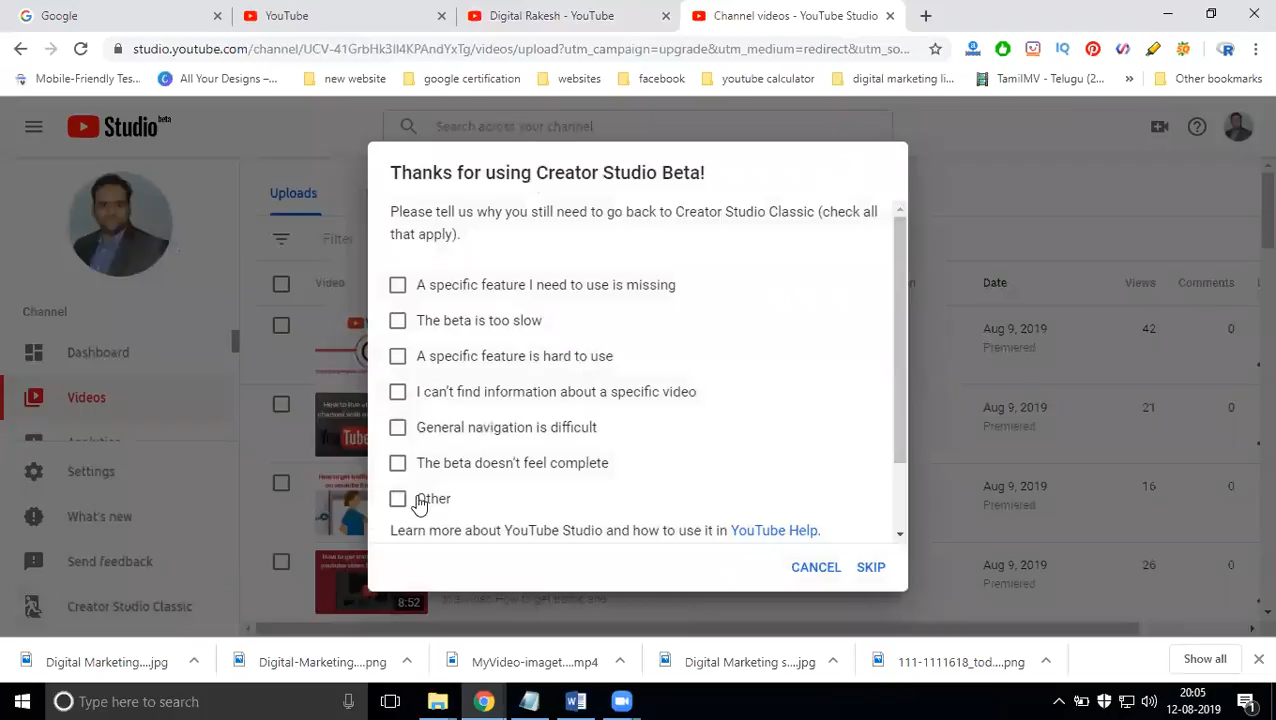 Google
YouTube
Digital Rakesh - YouTube
Channel videos - YouTube Studio
studio.youtube.com/channel/UCV-41GrbHk3Il4KPAndYxTg/videos/upload?utm_campaign=upgrade&utm_medium=redirect&utm_so...
Mobile-Friendly Tes...
All Your Designs –...
new website
google certification
websites
facebook
youtube calculator
digital marketing li...
TamilMV - Telugu (2...
Other bookmarks
Studio beta
Search across your channel
Channel
Dashboard
Videos
Analytics
Settings
What's new
Send feedback
Creator Studio Classic
Uploads
Filter
Video
Date
Views
Comments
Aug 9, 2019
Premiered
42
0
Aug 9, 2019
Premiered
21
0
Aug 9, 2019
Premiered
16
0
Aug 9, 2019
Premiered
26
0
8:52
Thanks for using Creator Studio Beta!
Please tell us why you still need to go back to Creator Studio Classic (check all
that apply).
A specific feature I need to use is missing
The beta is too slow
A specific feature is hard to use
I can't find information about a specific video
General navigation is difficult
The beta doesn't feel complete
Other
Learn more about YouTube Studio and how to use it in YouTube Help.
CANCEL
SKIP
Digital Marketing....jpg
Digital-Marketing....png
MyVideo-imaget....mp4
Digital Marketing s....jpg
111-1111618_tod....png
Show all
Type here to search
20:05
12-08-2019